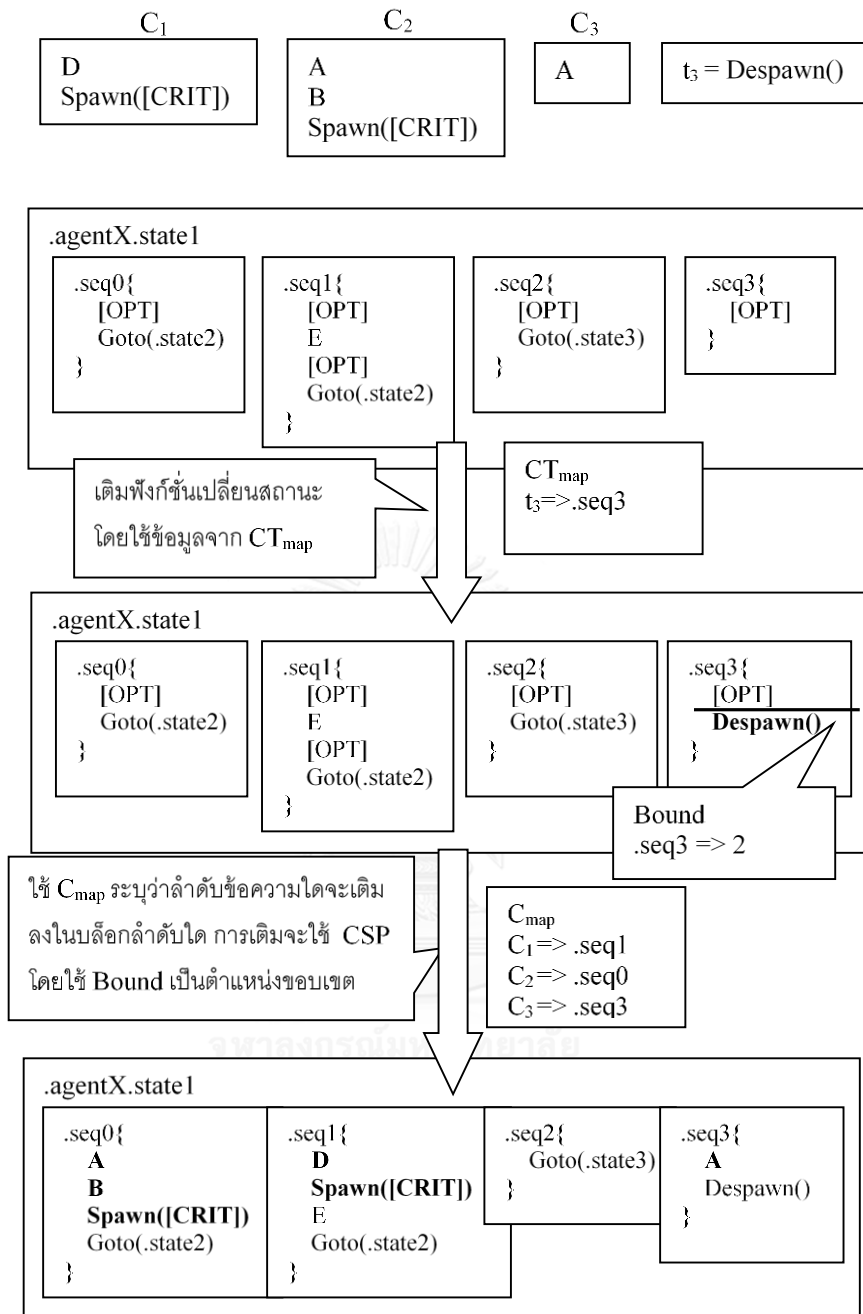 C1 C2 C3
D
Spawn([CRIT])
A
B
Spawn([CRIT])
A
t3 = Despawn()
.agentX.state1
.seq0{
[OPT]
Goto(.state2)
}
.seq1{
[OPT]
E
[OPT]
Goto(.state2)
}
.seq2{
[OPT]
Goto(.state3)
}
.seq3{
[OPT]
}
เติมฟังก์ชั่นเปลี่ยนสถานะ
โดยใช้ข้อมูลจาก CTmap
CTmap
t3=>.seq3
.agentX.state1
.seq0{
[OPT]
Goto(.state2)
}
.seq1{
[OPT]
E
[OPT]
Goto(.state2)
}
.seq2{
[OPT]
Goto(.state3)
}
.seq3{
[OPT]
Despawn()
}
Bound
.seq3 => 2
ใช้ Cmap ระบุว่าลำดับข้อความใดจะเติม
ลงในบล็อกลำดับใด การเติมจะใช้ CSP
โดยใช้ Bound เป็นตำแหน่งขอบเขต
Cmap
C1=> .seq1
C2=> .seq0
C3=> .seq3
.agentX.state1
.seq0{
A
B
Spawn([CRIT])
Goto(.state2)
}
.seq1{
D
Spawn([CRIT])
E
Goto(.state2)
}
.seq2{
Goto(.state3)
}
.seq3{
A
Despawn()
}